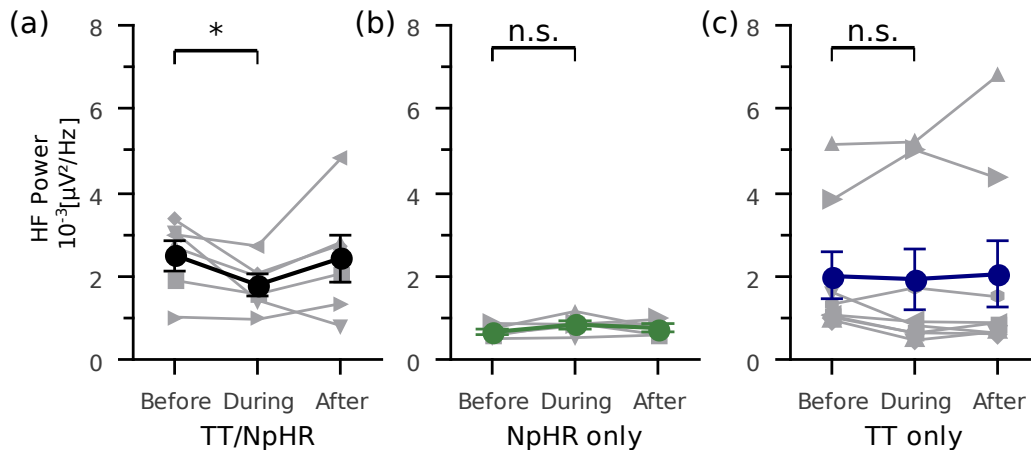 (a)
(b)
(c)
8
6
4
2
0
HF Power
10⁻³[µV²/Hz]
*
Before During After
TT/NpHR
8
6
4
2
0
n.s.
Before During After
NpHR only
8
6
4
2
0
n.s.
Before During After
TT only